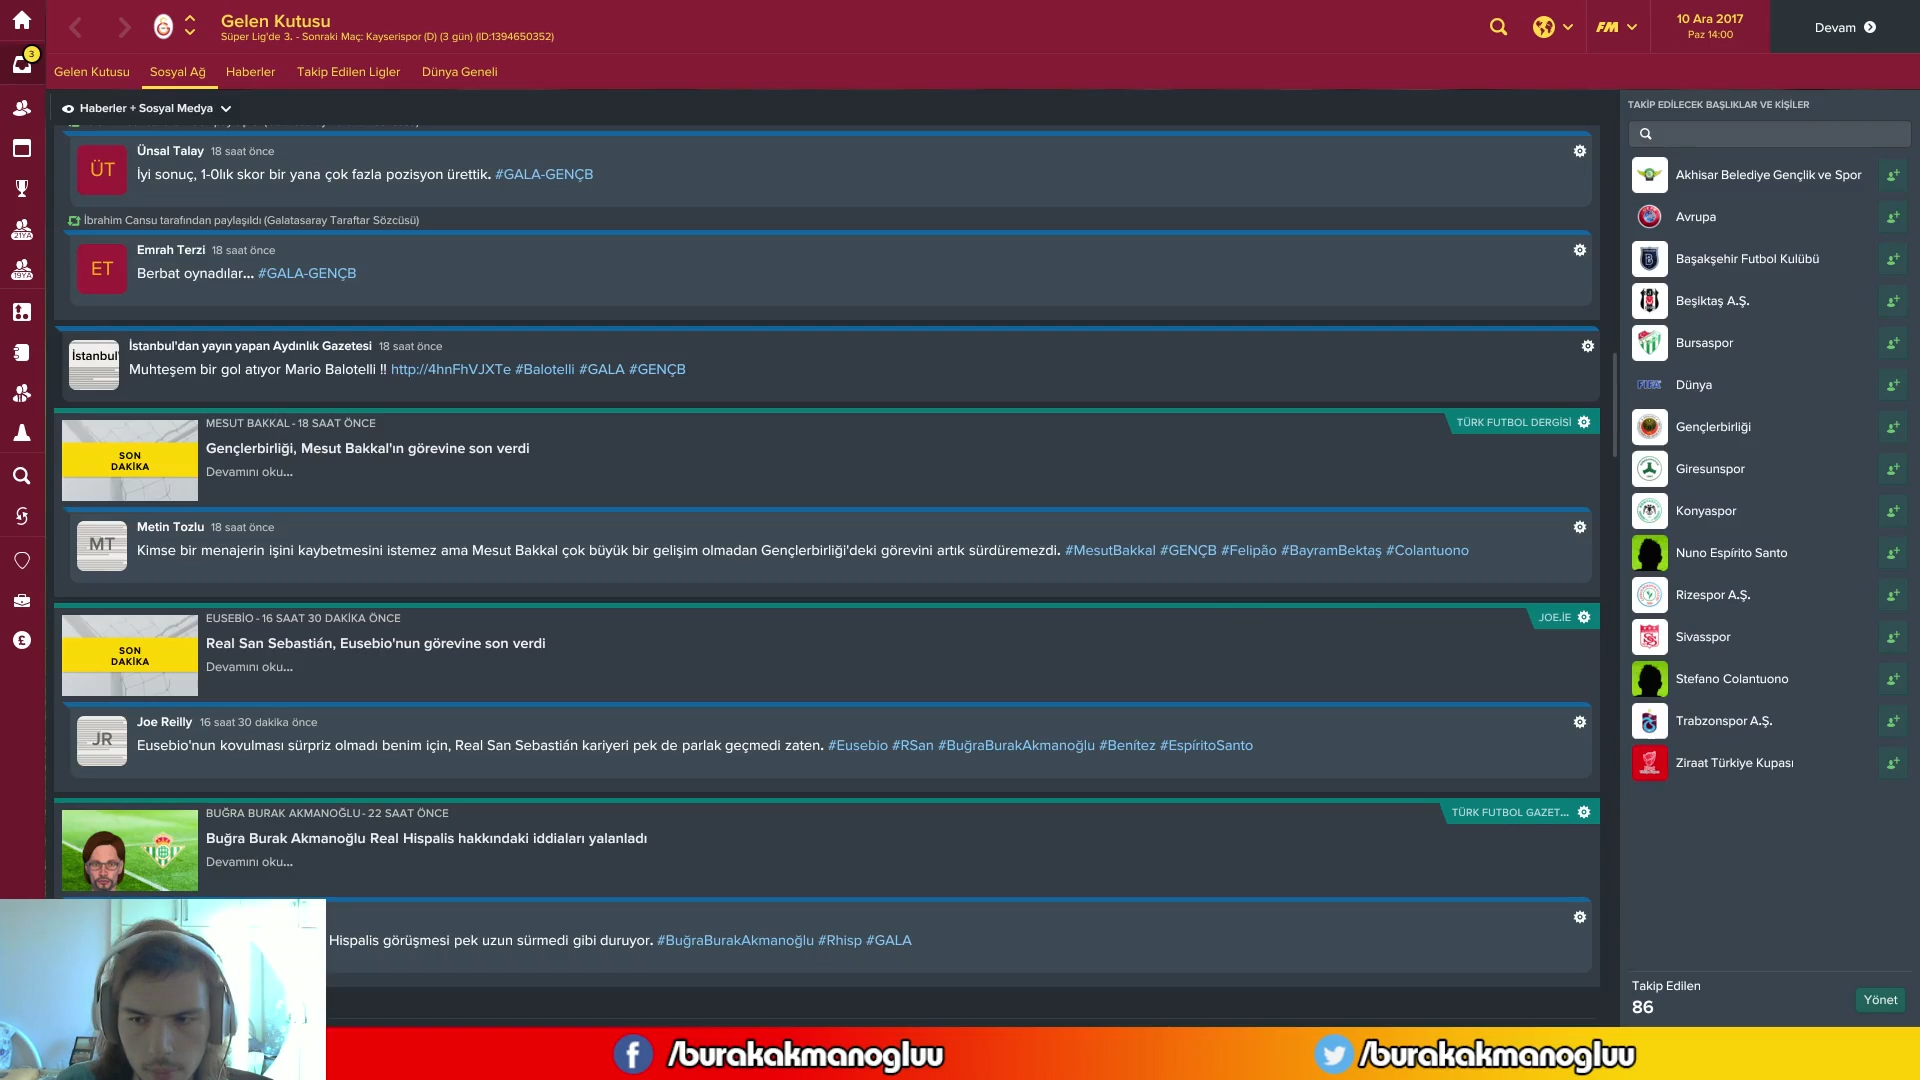 Gelen Kutusu
Süper Lig'de 3. - Sonraki Maç: Kayserispor (D) (3 gün) (ID:1394650352)
FM
10 Ara 2017
Paz 14:00
Devam
3
Gelen Kutusu
Sosyal Ağ
Haberler
Takip Edilen Ligler
Dünya Geneli
Haberler + Sosyal Medya
ÜT
Ünsal Talay 18 saat önce
İyi sonuç, 1-0lık skor bir yana çok fazla pozisyon ürettik. #GALA-GENÇB
İbrahim Cansu tarafından paylaşıldı (Galatasaray Taraftar Sözcüsü)
ET
Emrah Terzi 18 saat önce
Berbat oynadılar... #GALA-GENÇB
İstanbul'
İstanbul'dan yayın yapan Aydınlık Gazetesi 18 saat önce
Muhteşem bir gol atıyor Mario Balotelli !! http://4hnFhVJXTe #Balotelli #GALA #GENÇB
MESUT BAKKAL - 18 SAAT ÖNCE
TÜRK FUTBOL DERGİSİ
SON
DAKİKA
Gençlerbirliği, Mesut Bakkal'ın görevine son verdi
Devamını oku...
MT
Metin Tozlu 18 saat önce
Kimse bir menajerin işini kaybetmesini istemez ama Mesut Bakkal çok büyük bir gelişim olmadan Gençlerbirliği'deki görevini artık sürdüremezdi. #MesutBakkal #GENÇB #Felipão #BayramBektaş #Colantuono
EUSEBİO - 16 SAAT 30 DAKİKA ÖNCE
JOE.İE
SON
DAKİKA
Real San Sebastián, Eusebio'nun görevine son verdi
Devamını oku...
JR
Joe Reilly 16 saat 30 dakika önce
Eusebio'nun kovulması sürpriz olmadı benim için, Real San Sebastián kariyeri pek de parlak geçmedi zaten. #Eusebio #RSan #BuğraBurakAkmanoğlu #Benítez #EspíritoSanto
BUĞRA BURAK AKMANOĞLU - 22 SAAT ÖNCE
TÜRK FUTBOL GAZET...
Buğra Burak Akmanoğlu Real Hispalis hakkındaki iddiaları yalanladı
Devamını oku...
Hispalis görüşmesi pek uzun sürmedi gibi duruyor. #BuğraBurakAkmanoğlu #Rhisp #GALA
TAKİP EDİLECEK BAŞLIKLAR VE KİŞİLER
Akhisar Belediye Gençlik ve Spor
Avrupa
Başakşehir Futbol Kulübü
Beşiktaş A.Ş.
Bursaspor
FIFA
Dünya
Gençlerbirliği
Giresunspor
Konyaspor
Nuno Espírito Santo
Rizespor A.Ş.
Sivasspor
Stefano Colantuono
Trabzonspor A.Ş.
Ziraat Türkiye Kupası
Takip Edilen
86
Yönet
/burakakmanogluu
/burakakmanogluu